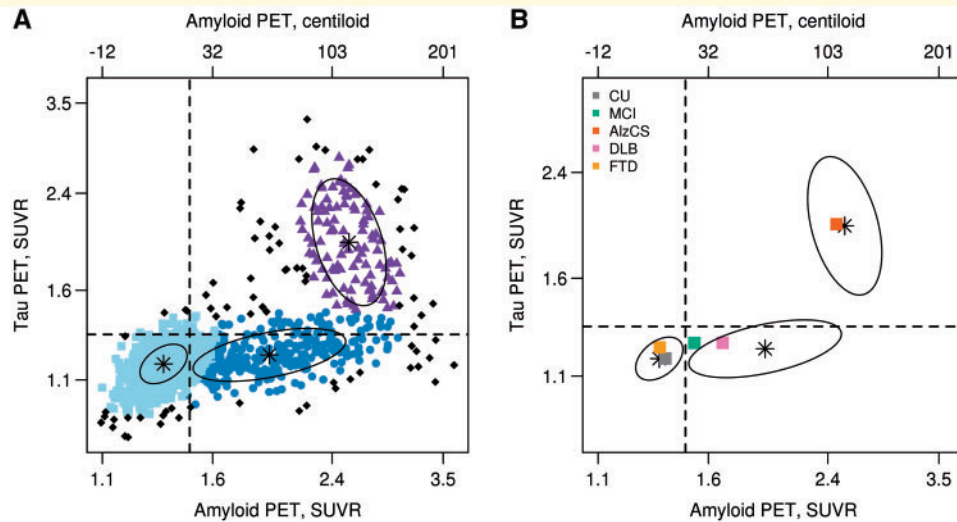 A
Amyloid PET, centiloid
-12 32 103 201
Tau PET, SUVR
3.5
2.4
1.6
1.1
1.1 1.6 2.4 3.5
Amyloid PET, SUVR
B
Amyloid PET, centiloid
-12 32 103 201
CU
MCI
AlzCS
DLB
FTD
Tau PET, SUVR
2.4
1.6
1.1
1.1 1.6 2.4 3.5
Amyloid PET, SUVR